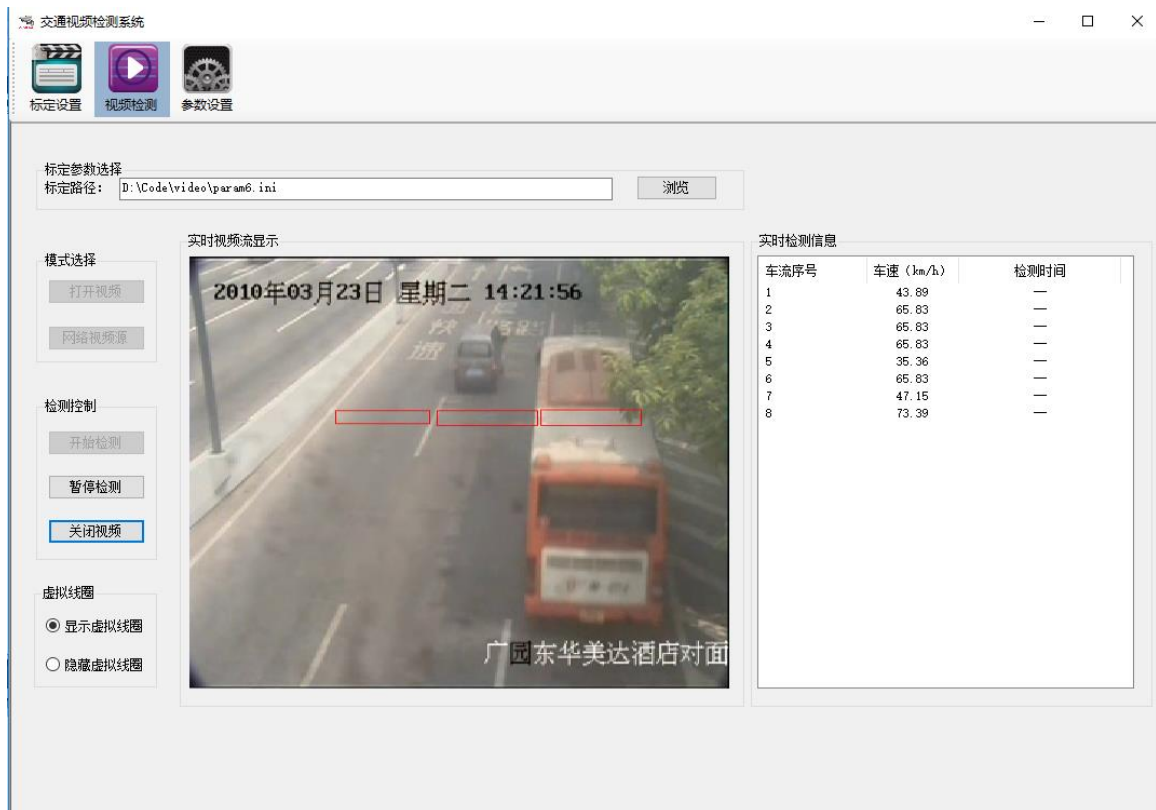 交通视频检测系统
标定设置 视频检测 参数设置
标定参数选择
标定路径: D:\Code\video\param6.ini 浏览
模式选择
打开视频
网络视频源
检测控制
开始检测
暂停检测
关闭视频
虚拟线圈
显示虚拟线圈
隐藏虚拟线圈
实时视频流显示
2010年03月23日 星期二 14:21:56
快
速
广园东华美达酒店对面
实时检测信息
车流序号 车速 (km/h) 检测时间
1 43.89 —
2 65.83 —
3 65.83 —
4 65.83 —
5 35.36 —
6 65.83 —
7 47.15 —
8 73.39 —